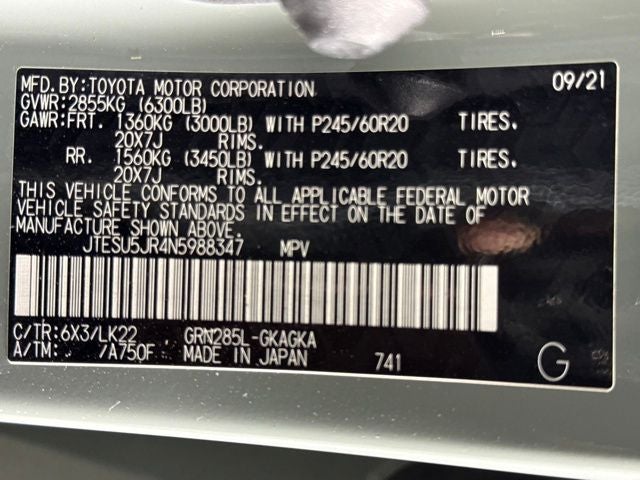 MFD.BY:TOYOTA MOTOR CORPORATION 09/21
GVWR:2855KG (6300LB)
GAWR:FRT. 1360KG (3000LB) WITH P245/60R20 TIRES.
20X7J RIMS.
RR. 1560KG (3450LB) WITH P245/60R20 TIRES.
20X7J RIMS.
THIS VEHICLE CONFORMS TO ALL APPLICABLE FEDERAL MOTOR
VEHICLE SAFETY STANDARDS IN EFFECT ON THE DATE OF
MANUFACTURE SHOWN ABOVE.
JTESU5JR4N5988347 MPV
C/TR:6X3/LK22 GRN285L-GKAGKA
A/TM: /A750F MADE IN JAPAN 741 G